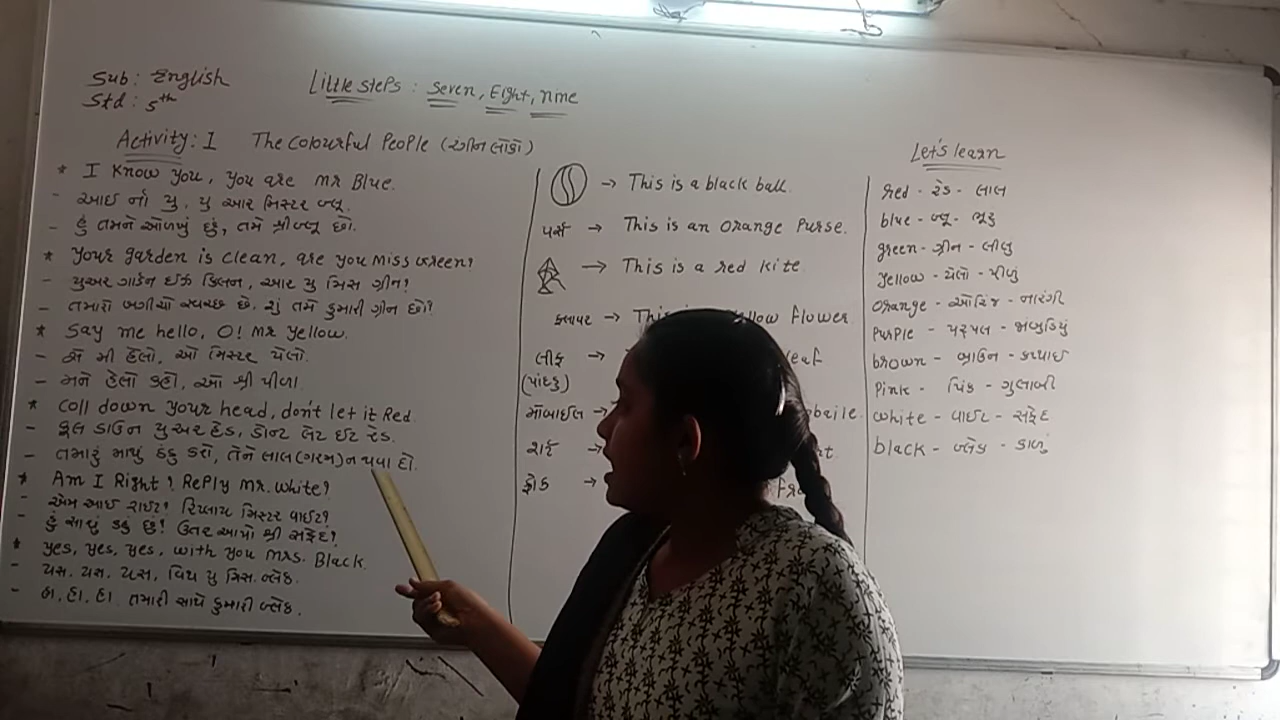 Sub: English
Std: 5th
Little steps: Seven, Eight, nine
Activity: I The Colourful People (રંગીન લોકો)
* I know you, you are Mr Blue.
- આઈ નો યુ, યુ આર મિસ્ટર બ્લૂ.
- હું તમને ઓળખું છું, તમે શ્રી બ્લૂ છો.
* Your garden is clean, are you Miss Green?
- યુઅર ગાર્ડન ઈઝ ક્લિન, આર યુ મિસ ગ્રીન?
- તમારો બગીચો સ્વચ્છ છે. શું તમે કુમારી ગ્રીન છો?
* Say me hello, O! Mr Yellow.
- સે મી હેલો, ઓ મિસ્ટર યેલો.
- મને હેલો કહો, ઓ શ્રી પીળા
* Coll down your head, don't let it Red.
- કૂલ ડાઉન યુઅર હેડ, ડોન્ટ લેટ ઈટ રેડ.
- તમારું માથું ઠંડુ કરો, તેને લાલ (ગરમ) ન થવા દો.
* Am I Right? Reply Mr. White?
- એમ આઈ રાઈટ? રિપ્લાય મિસ્ટર વાઈટ?
- હું સાચું કહુ છું? ઉતર આપો શ્રી સફેદ?
* Yes, yes, yes, with you Mrs. Black.
- યસ. યસ. યસ, વિથ યુ મિસ. બ્લેક.
- હા. હા. હા. તમારી સાથે કુમારી બ્લેક.
→ This is a black ball.
પર્સ → This is an Orange Purse.
→ This is a red kite
ફ્લાવર → This flower
લીફ →
(પાંદડુ)
મોબાઈલ →
શર્ટ →
ફ્રોક →
Let's learn
red - રેડ - લાલ
blue - બ્લૂ - ભૂરુ
green - ગ્રીન - લીલુ
Yellow - યેલો - પીળું
Orange - ઓરેંજ - નારંગી
Purple - પરપલ - જાંબુડિયું
brown - બ્રાઉન - કથાઈ
Pink - પિંક - ગુલાબી
white - વાઈટ - સફેદ
black - બ્લેક - કાળું